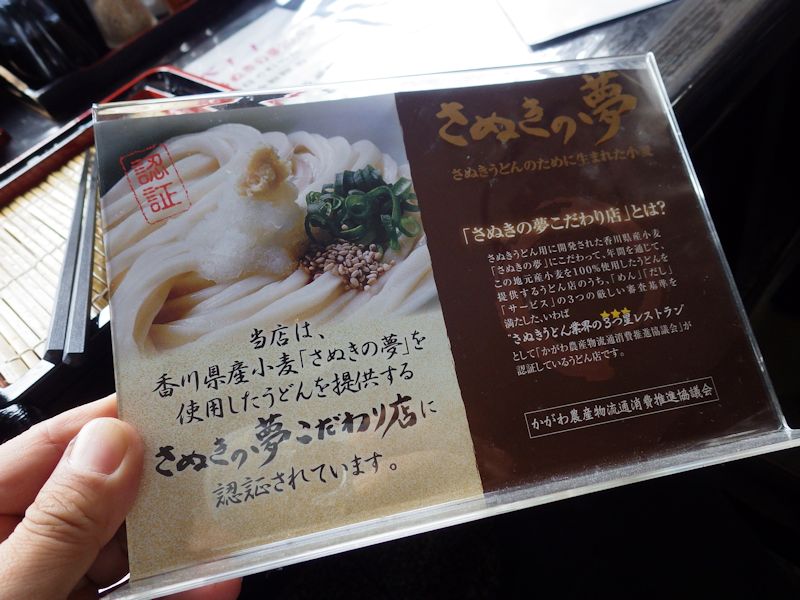 認証
当店は、
香川県産小麦「さぬきの夢」を
使用したうどんを提供する
さぬきの夢こだわり店に
認証されています。
さぬきの夢
さぬきうどんのために生まれた小麦
「さぬきの夢こだわり店」とは?
さぬきうどん用に開発された香川県産小麦
「さぬきの夢」にこだわって、年間を通じて、
この地元産小麦を100%使用したうどんを
提供するうどん店のうち、「めん」「だし」
「サービス」の3つの厳しい審査基準を
満たした、いわば
★★★
"さぬきうどん業界の3つ星レストラン"
として「かがわ農産物流通消費推進協議会」が
認証しているうどん店です。
かがわ農産物流通消費推進協議会